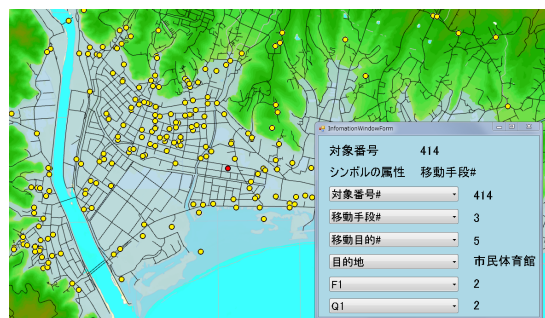 InfomationWindowForm
対象番号 414
シンボルの属性 移動手段#
対象番号# 414
移動手段# 3
移動目的# 5
目的地 市民体育館
F1 2
Q1 2